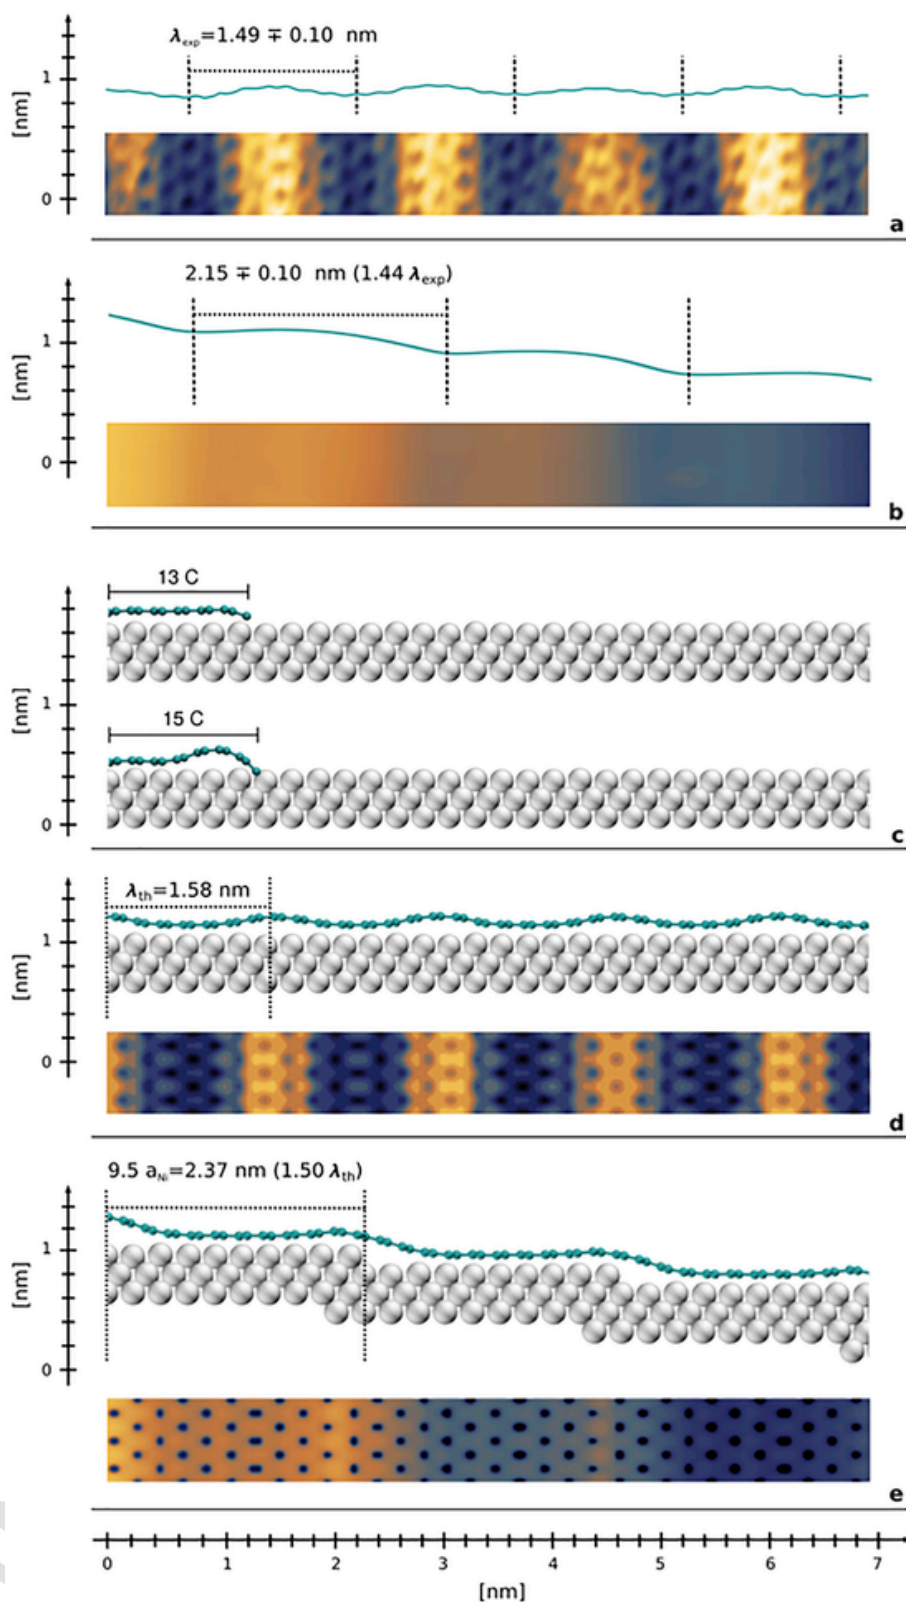 λexp=1.49 ∓ 0.10 nm
1
[nm]
0
a
2.15 ∓ 0.10 nm (1.44 λexp)
1
[nm]
0
b
13 C
1
[nm]
15 C
0
c
λth=1.58 nm
1
[nm]
0
d
9.5 aNi=2.37 nm (1.50 λth)
1
[nm]
0
e
0 1 2 3 4 5 6 7
[nm]